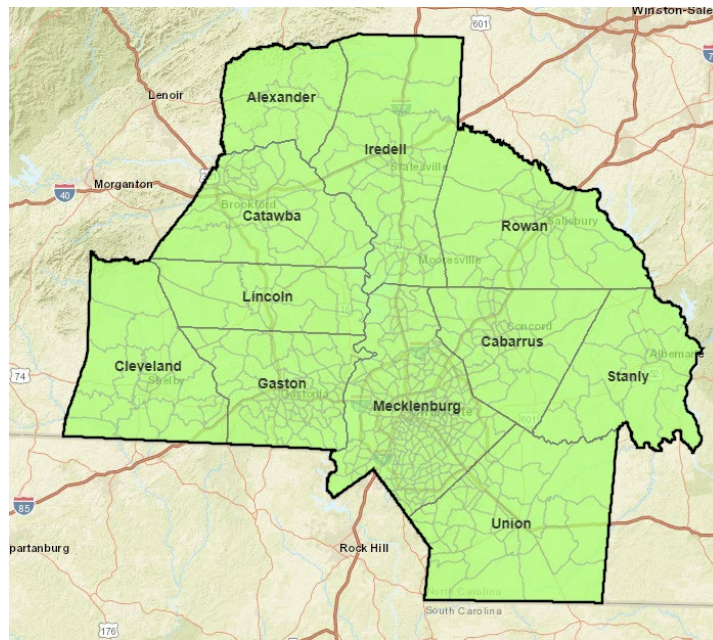 Winston-Sale
601
Alexander
Lenoir
Iredell
Statesville
Morganton
40
Brookford
Catawba
Rowan
Salisbury
Mooresville
Lincoln
Concord
Cabarrus
Albemarle
Cleveland
Shelby
74
Gaston
Gastonia
Stanly
Mecklenburg
85
Union
partanburg
Rock Hill
North Carolina
South Carolina
176